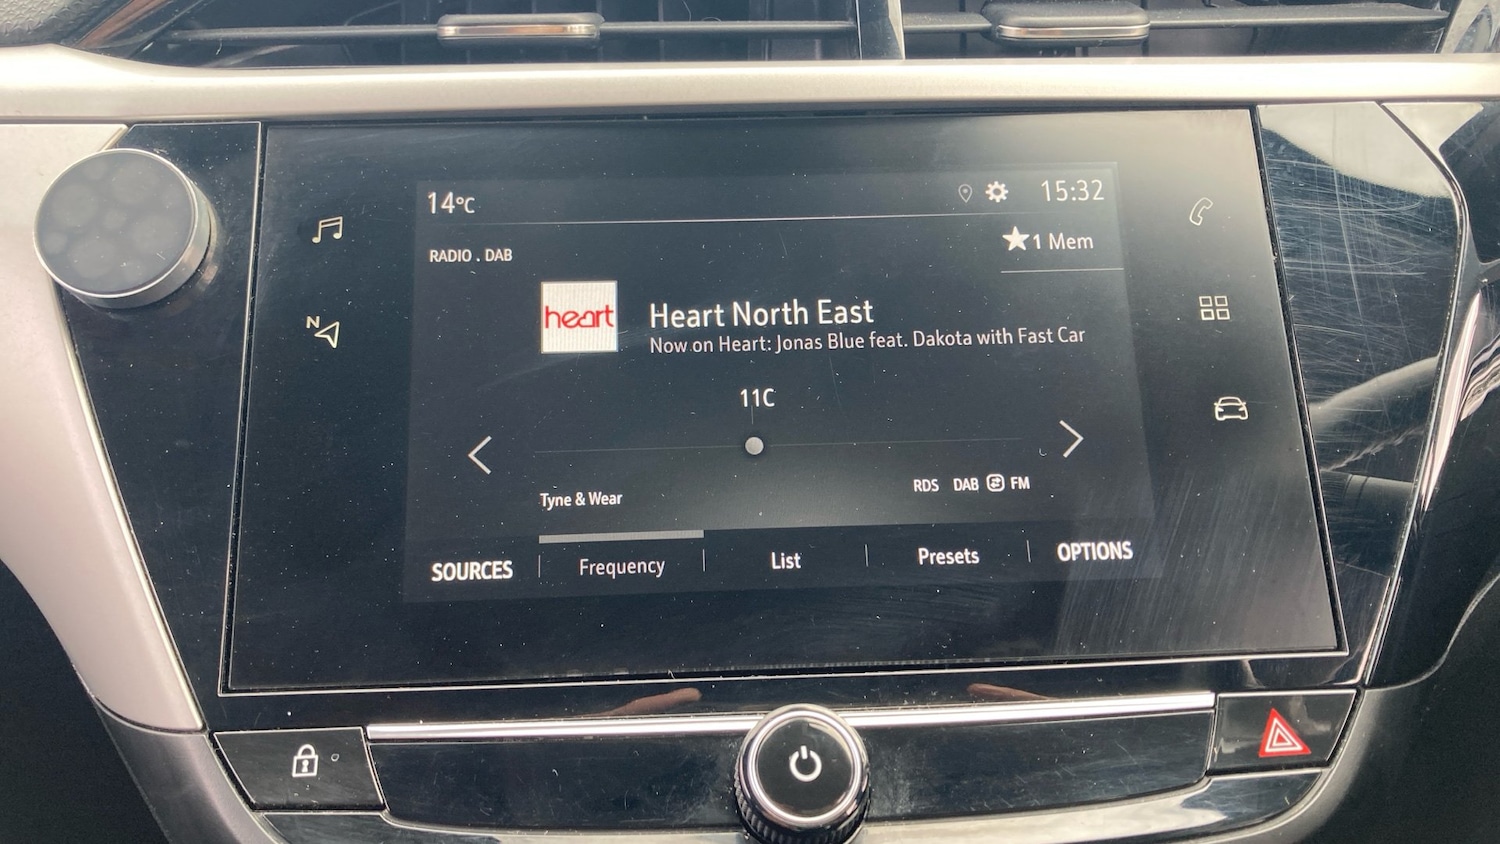 14°C
15:32
RADIO . DAB
1 Mem
heart
Heart North East
Now on Heart: Jonas Blue feat. Dakota with Fast Car
N
11C
Tyne & Wear
RDS DAB FM
SOURCES
Frequency
List
Presets
OPTIONS